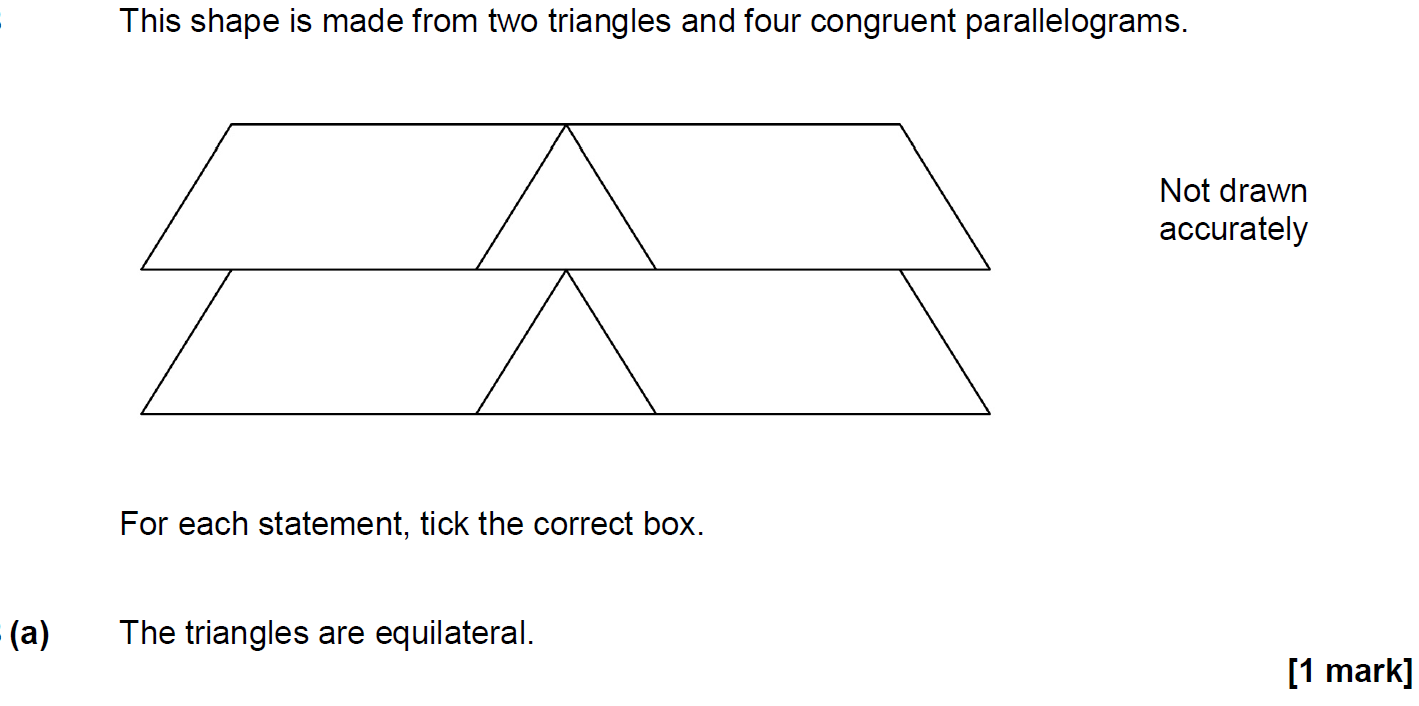 This shape is made from two triangles and four congruent parallelograms.
Not drawn
accurately
For each statement, tick the correct box.
(a) The triangles are equilateral.
[1 mark]